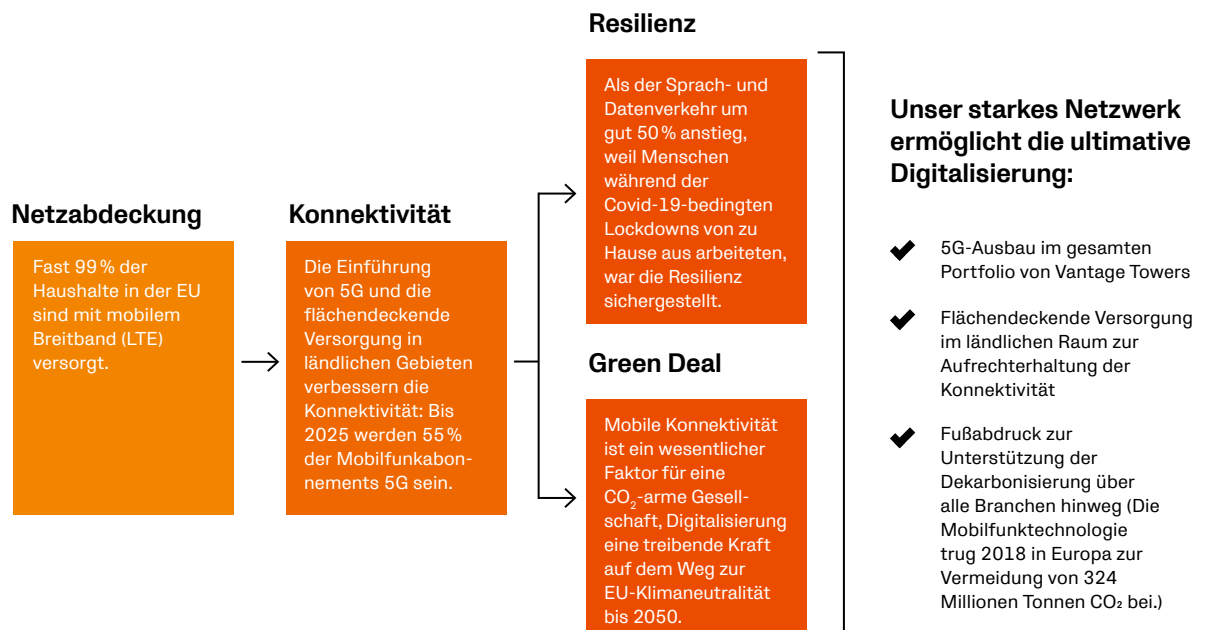 Netzabdeckung
Fast 99 % der
Haushalte in der EU
sind mit mobilem
Breitband (LTE)
versorgt.
Konnektivität
Die Einführung
von 5G und die
flächendeckende
Versorgung in
ländlichen Gebieten
verbessern die
Konnektivität: Bis
2025 werden 55 %
der Mobilfunkabon-
nements 5G sein.
Resilienz
Als der Sprach- und
Datenverkehr um
gut 50 % anstieg,
weil Menschen
während der
Covid-19-bedingten
Lockdowns von zu
Hause aus arbeiteten,
war die Resilienz
sichergestellt.
Green Deal
Mobile Konnektivität
ist ein wesentlicher
Faktor für eine
CO₂-arme Gesell-
schaft, Digitalisierung
eine treibende Kraft
auf dem Weg zur
EU-Klimaneutralität
bis 2050.
Unser starkes Netzwerk
ermöglicht die ultimative
Digitalisierung:
5G-Ausbau im gesamten
Portfolio von Vantage Towers
Flächendeckende Versorgung
im ländlichen Raum zur
Aufrechterhaltung der
Konnektivität
Fußabdruck zur
Unterstützung der
Dekarbonisierung über
alle Branchen hinweg (Die
Mobilfunktechnologie
trug 2018 in Europa zur
Vermeidung von 324
Millionen Tonnen CO₂ bei.)